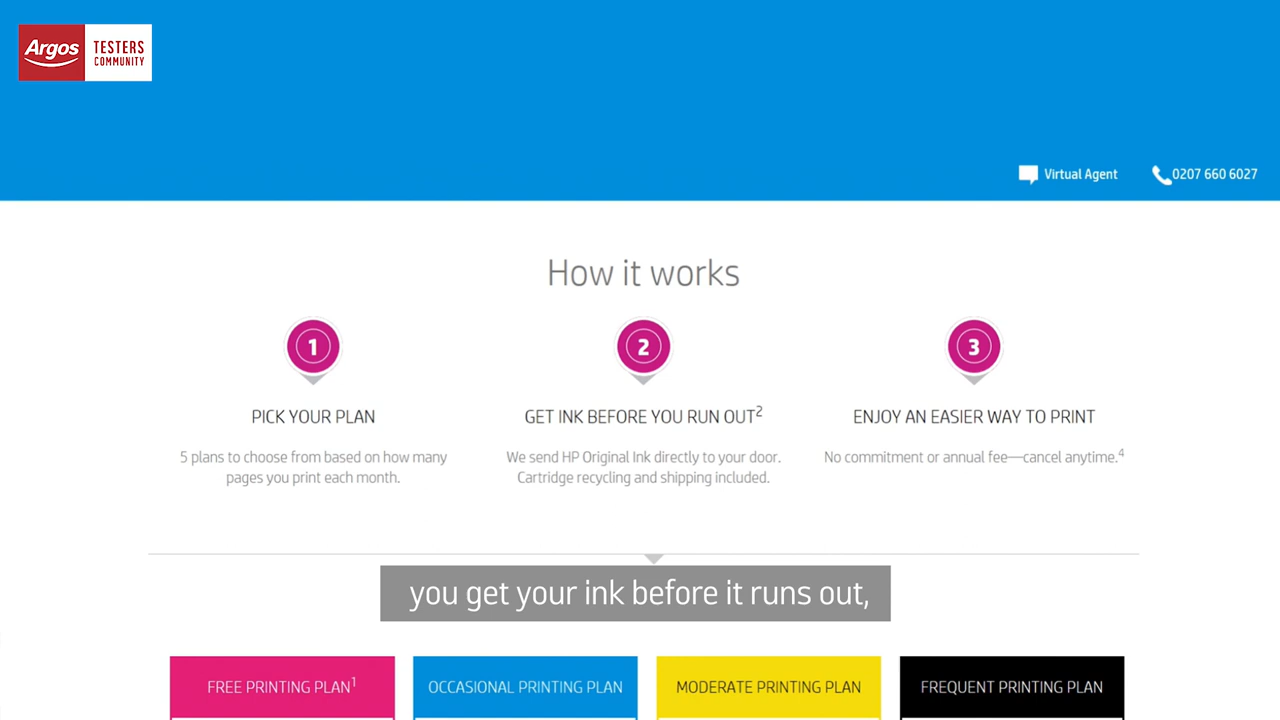 Argos
TESTERS
COMMUNITY
Virtual Agent
0207 660 6027
How it works
1
2
3
PICK YOUR PLAN
GET INK BEFORE YOU RUN OUT²
ENJOY AN EASIER WAY TO PRINT
5 plans to choose from based on how many
pages you print each month.
We send HP Original Ink directly to your door.
Cartridge recycling and shipping included.
No commitment or annual fee—cancel anytime.⁴
you get your ink before it runs out,
FREE PRINTING PLAN¹
OCCASIONAL PRINTING PLAN
MODERATE PRINTING PLAN
FREQUENT PRINTING PLAN